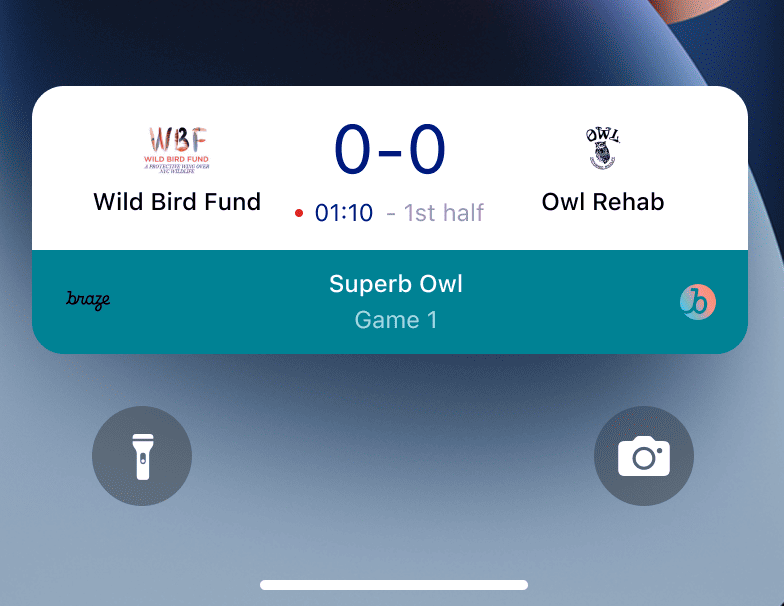 WBF
WILD BIRD FUND
A PROTECTIVE WING OVER
NYC WILDLIFE
Wild Bird Fund
0-0
01:10 - 1st half
OWL
Owl Rehab
braze
Superb Owl
Game 1
b